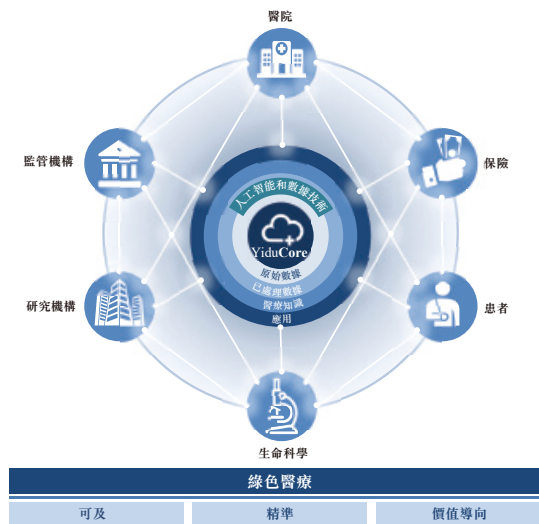 醫院
監管機構
保險
人工智能和數據技術
YiduCore
原始數據
已處理數據
醫療知識
應用
研究機構
患者
生命科學
綠色醫療
可及
精準
價值導向